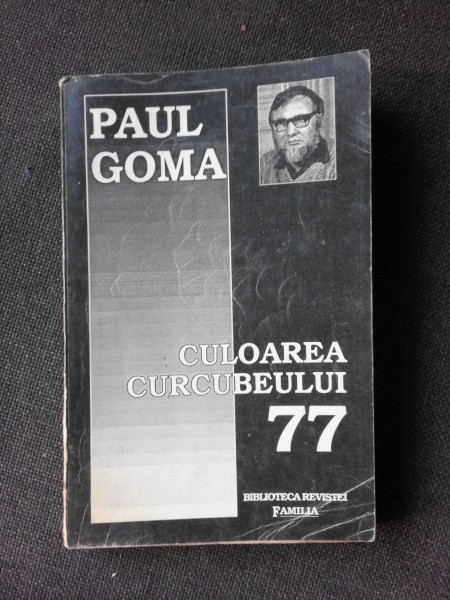 PAUL
GOMA
CULOAREA
CURCUBEULUI
77
BIBLIOTECA REVISTEI
FAMILIA